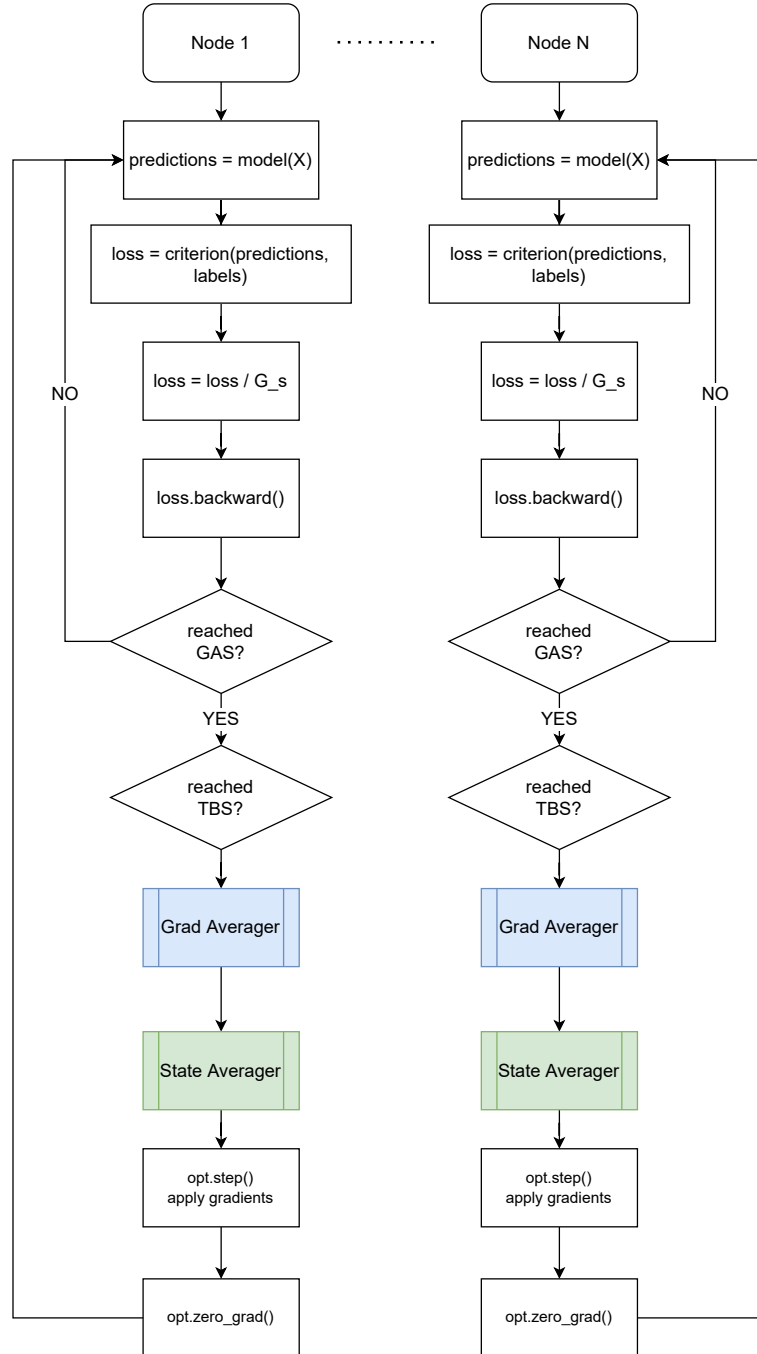 Node 1
predictions = model(X)
loss = criterion(predictions,
labels)
loss = loss / G_s
NO
loss.backward()
reached
GAS?
YES
reached
TBS?
Grad Averager
State Averager
opt.step()
apply gradients
opt.zero_grad()
Node N
predictions = model(X)
loss = criterion(predictions,
labels)
loss = loss / G_s
NO
loss.backward()
reached
GAS?
YES
reached
TBS?
Grad Averager
State Averager
opt.step()
apply gradients
opt.zero_grad()